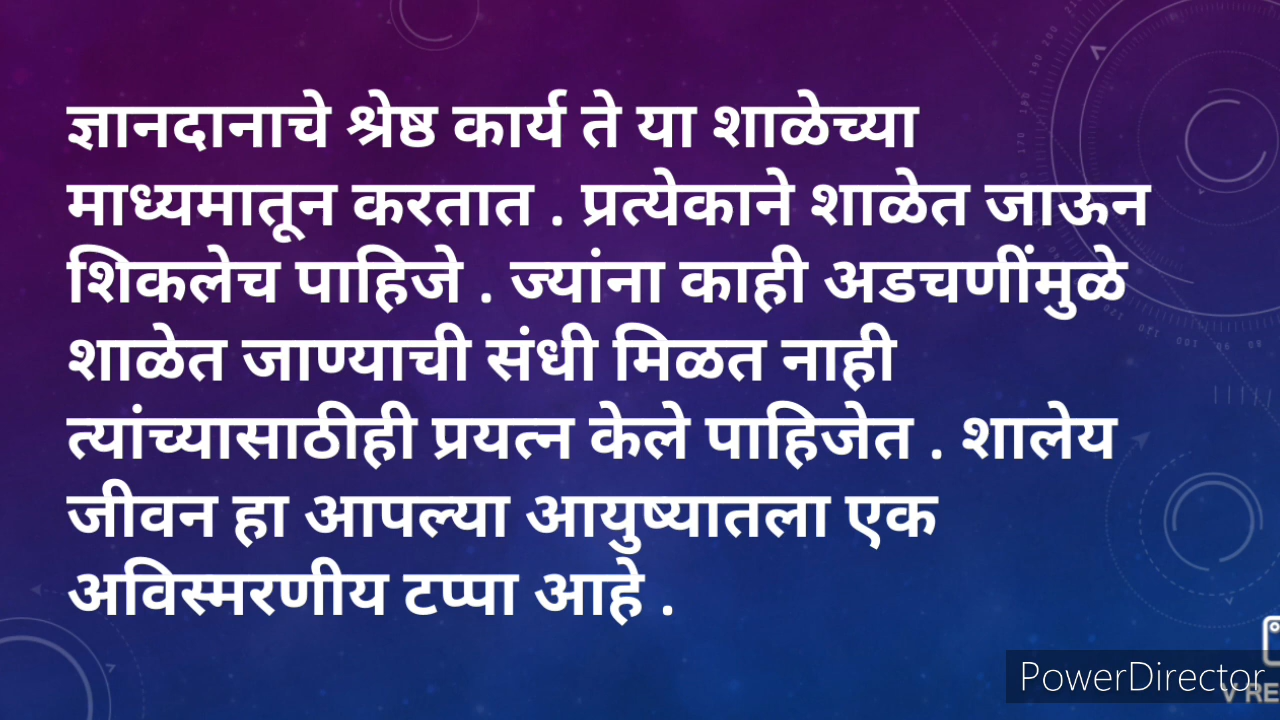 ज्ञानदानाचे श्रेष्ठ कार्य ते या शाळेच्या
माध्यमातून करतात . प्रत्येकाने शाळेत जाऊन
शिकलेच पाहिजे . ज्यांना काही अडचणींमुळे
शाळेत जाण्याची संधी मिळत नाही
त्यांच्यासाठीही प्रयत्न केले पाहिजेत . शालेय
जीवन हा आपल्या आयुष्यातला एक
अविस्मरणीय टप्पा आहे .
PowerDirector